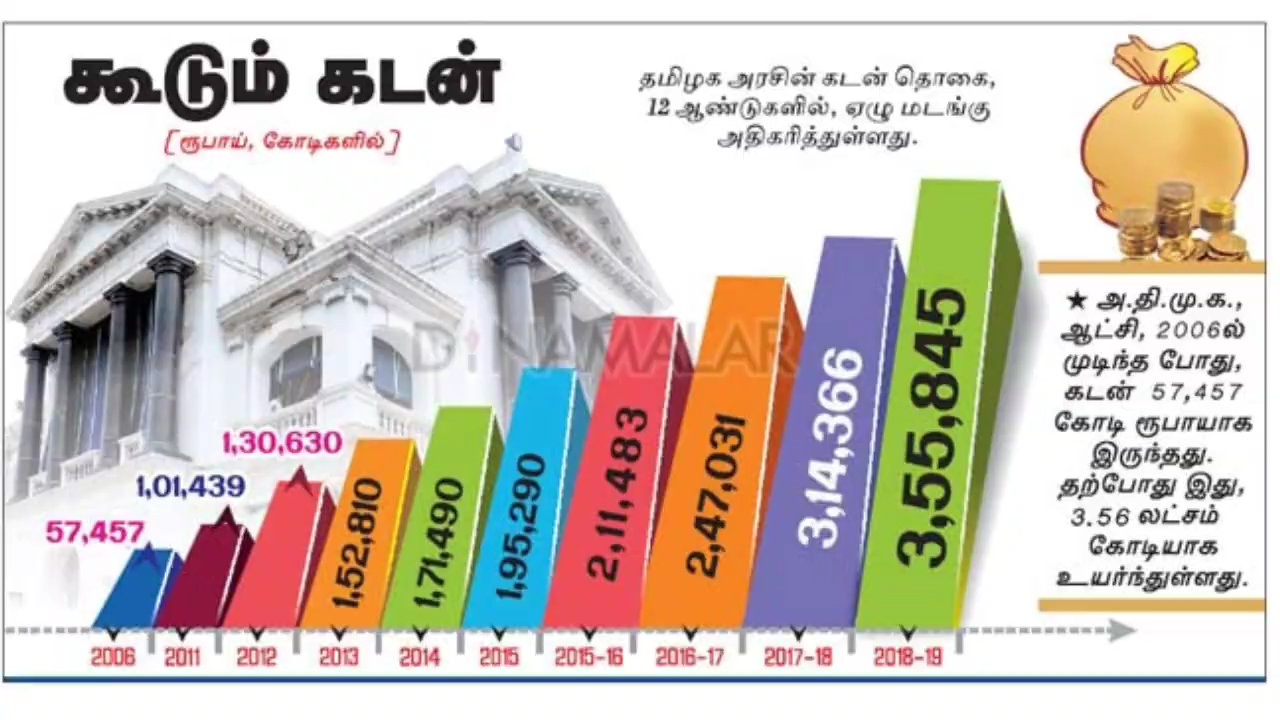 கூடும் கடன்
[ரூபாய், கோடிகளில்]
தமிழக அரசின் கடன் தொகை,
12 ஆண்டுகளில், ஏழு மடங்கு
அதிகரித்துள்ளது.
DINAMALAR
57,457
1,01,439
1,30,630
1,52,810
1,71,490
1,95,290
2,11,483
2,47,031
3,14,366
3,55,845
2006
2011
2012
2013
2014
2015
2015-16
2016-17
2017-18
2018-19
★ அ.தி.மு.க.,
ஆட்சி, 2006ல்
முடிந்த போது,
கடன் 57,457
கோடி ரூபாயாக
இருந்தது.
தற்போது இது,
3.56 லட்சம்
கோடியாக
உயர்ந்துள்ளது.